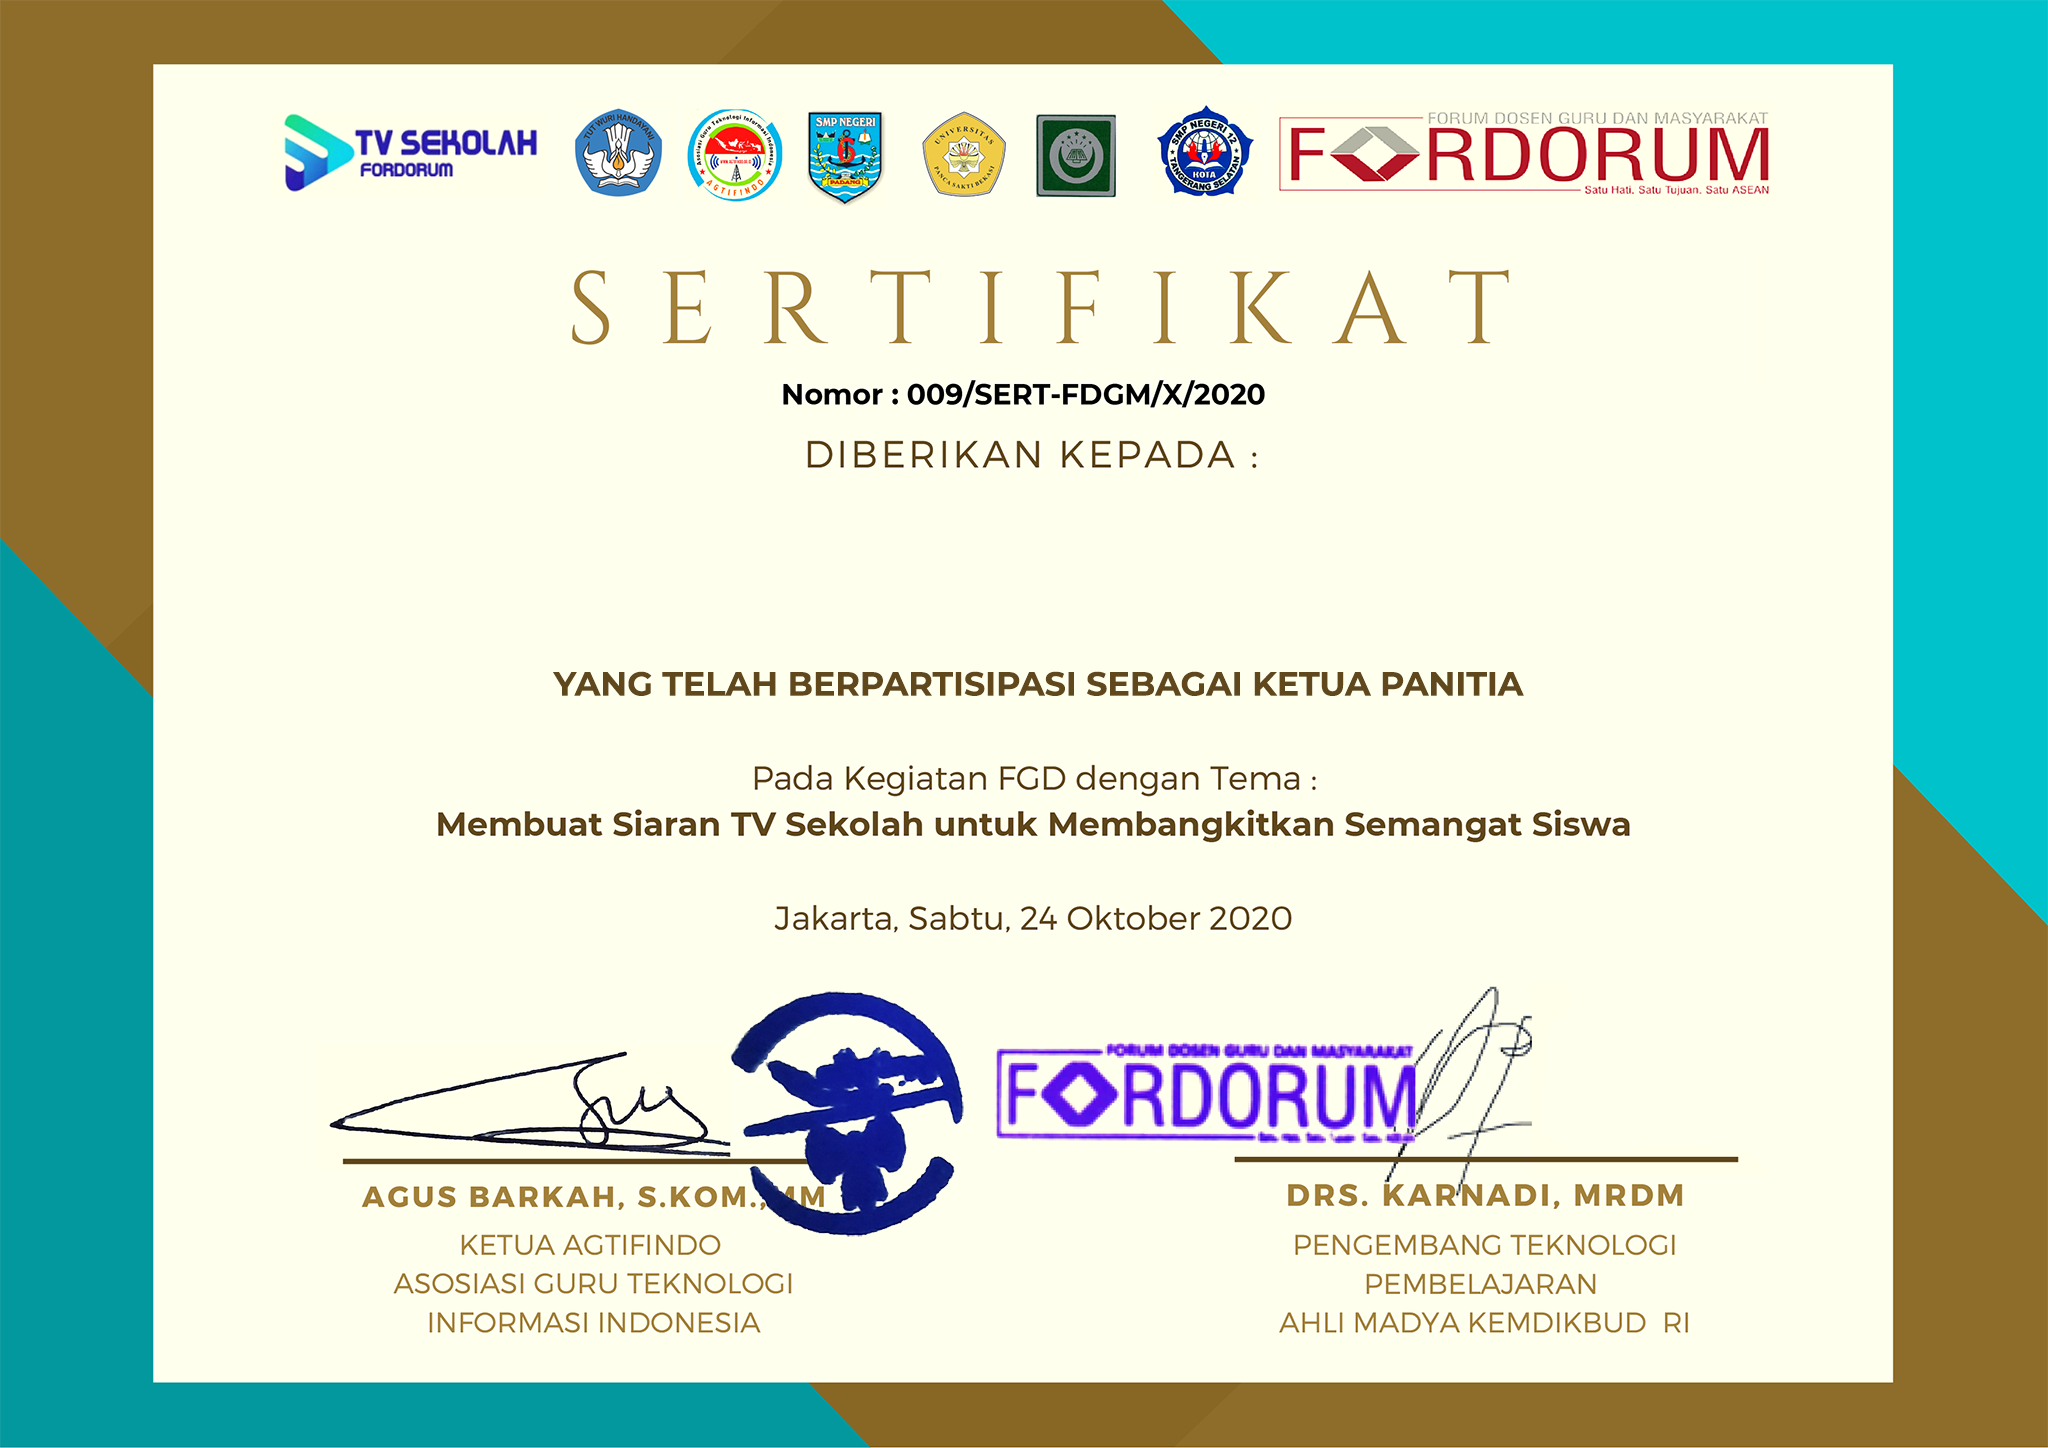 TV SEKOLAH
FORDORUM
TUT WURI HANDAYANI
Asosiasi Guru Teknologi Informasi Indonesia
AGTIFINDO
SMP NEGERI
6
PADANG
UNIVERSITAS
PANCA SAKTI BEKASI
SMP NEGERI 12
KOTA
TANGERANG SELATAN
FORUM DOSEN GURU DAN MASYARAKAT
FORDORUM
Satu Hati. Satu Tujuan. Satu ASEAN
SERTIFIKAT
Nomor : 009/SERT-FDGM/X/2020
DIBERIKAN KEPADA :
YANG TELAH BERPARTISIPASI SEBAGAI KETUA PANITIA
Pada Kegiatan FGD dengan Tema :
Membuat Siaran TV Sekolah untuk Membangkitkan Semangat Siswa
Jakarta, Sabtu, 24 Oktober 2020
FORUM DOSEN GURU DAN MASYARAKAT
FORDORUM
AGUS BARKAH, S.KOM., MM
KETUA AGTIFINDO
ASOSIASI GURU TEKNOLOGI
INFORMASI INDONESIA
DRS. KARNADI, MRDM
PENGEMBANG TEKNOLOGI
PEMBELAJARAN
AHLI MADYA KEMDIKBUD RI